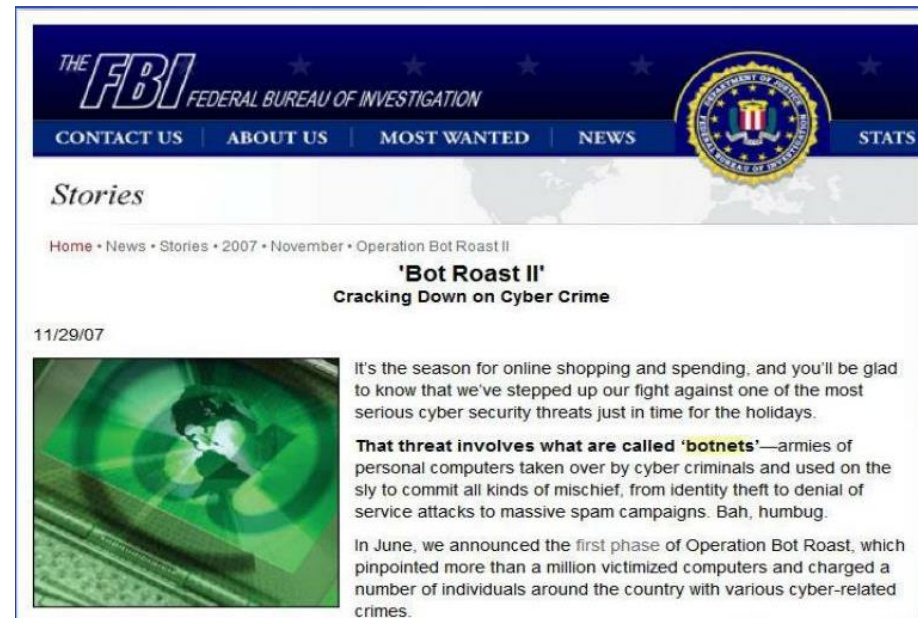 THE FBI FEDERAL BUREAU OF INVESTIGATION
CONTACT US ABOUT US MOST WANTED NEWS STATS
DEPARTMENT OF JUSTICE
FEDERAL BUREAU OF INVESTIGATION
Stories
Home • News • Stories • 2007 • November • Operation Bot Roast II
'Bot Roast II'
Cracking Down on Cyber Crime
11/29/07
It's the season for online shopping and spending, and you'll be glad
to know that we've stepped up our fight against one of the most
serious cyber security threats just in time for the holidays.
That threat involves what are called ‘botnets’—armies of
personal computers taken over by cyber criminals and used on the
sly to commit all kinds of mischief, from identity theft to denial of
service attacks to massive spam campaigns. Bah, humbug.
In June, we announced the first phase of Operation Bot Roast, which
pinpointed more than a million victimized computers and charged a
number of individuals around the country with various cyber-related
crimes.